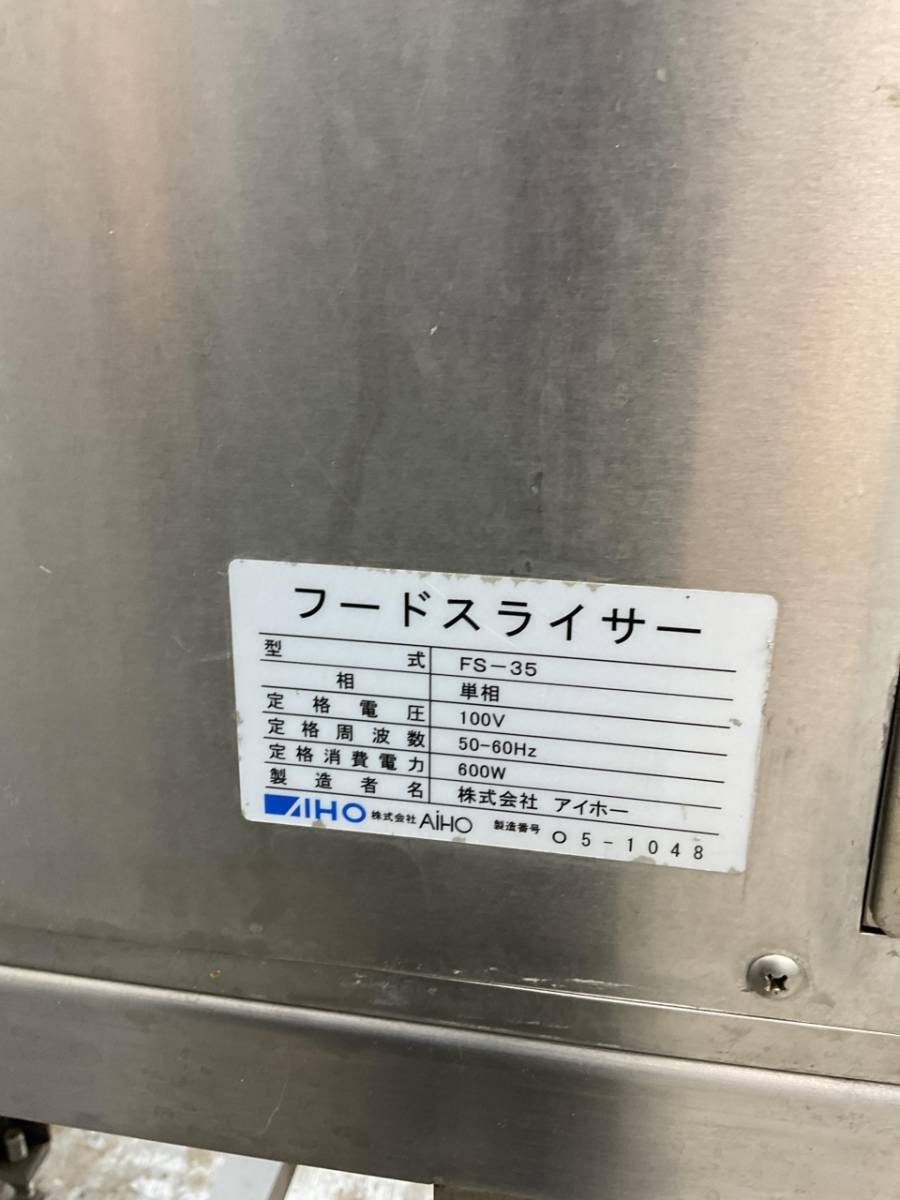 フードスライサー
型式 FS-35
相 単相
定格電圧 100V
定格周波数 50-60Hz
定格消費電力 600W
製造者名 株式会社 アイホー
AIHO 株式会社 AiHO 製造番号 05-1048